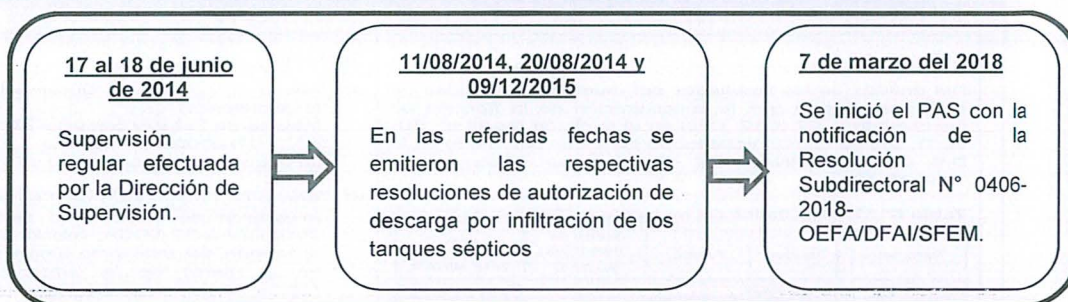 17 al 18 de junio
de 2014
Supervisión
regular efectuada
por la Dirección de
Supervisión.
11/08/2014, 20/08/2014 y
09/12/2015
En las referidas fechas se
emitieron las respectivas
resoluciones de autorización de
descarga por infiltración de los
tanques sépticos
7 de marzo del 2018
Se inició el PAS con la
notificación de la
Resolución
Subdirectoral N° 0406-
2018-
OEFA/DFAI/SFEM.